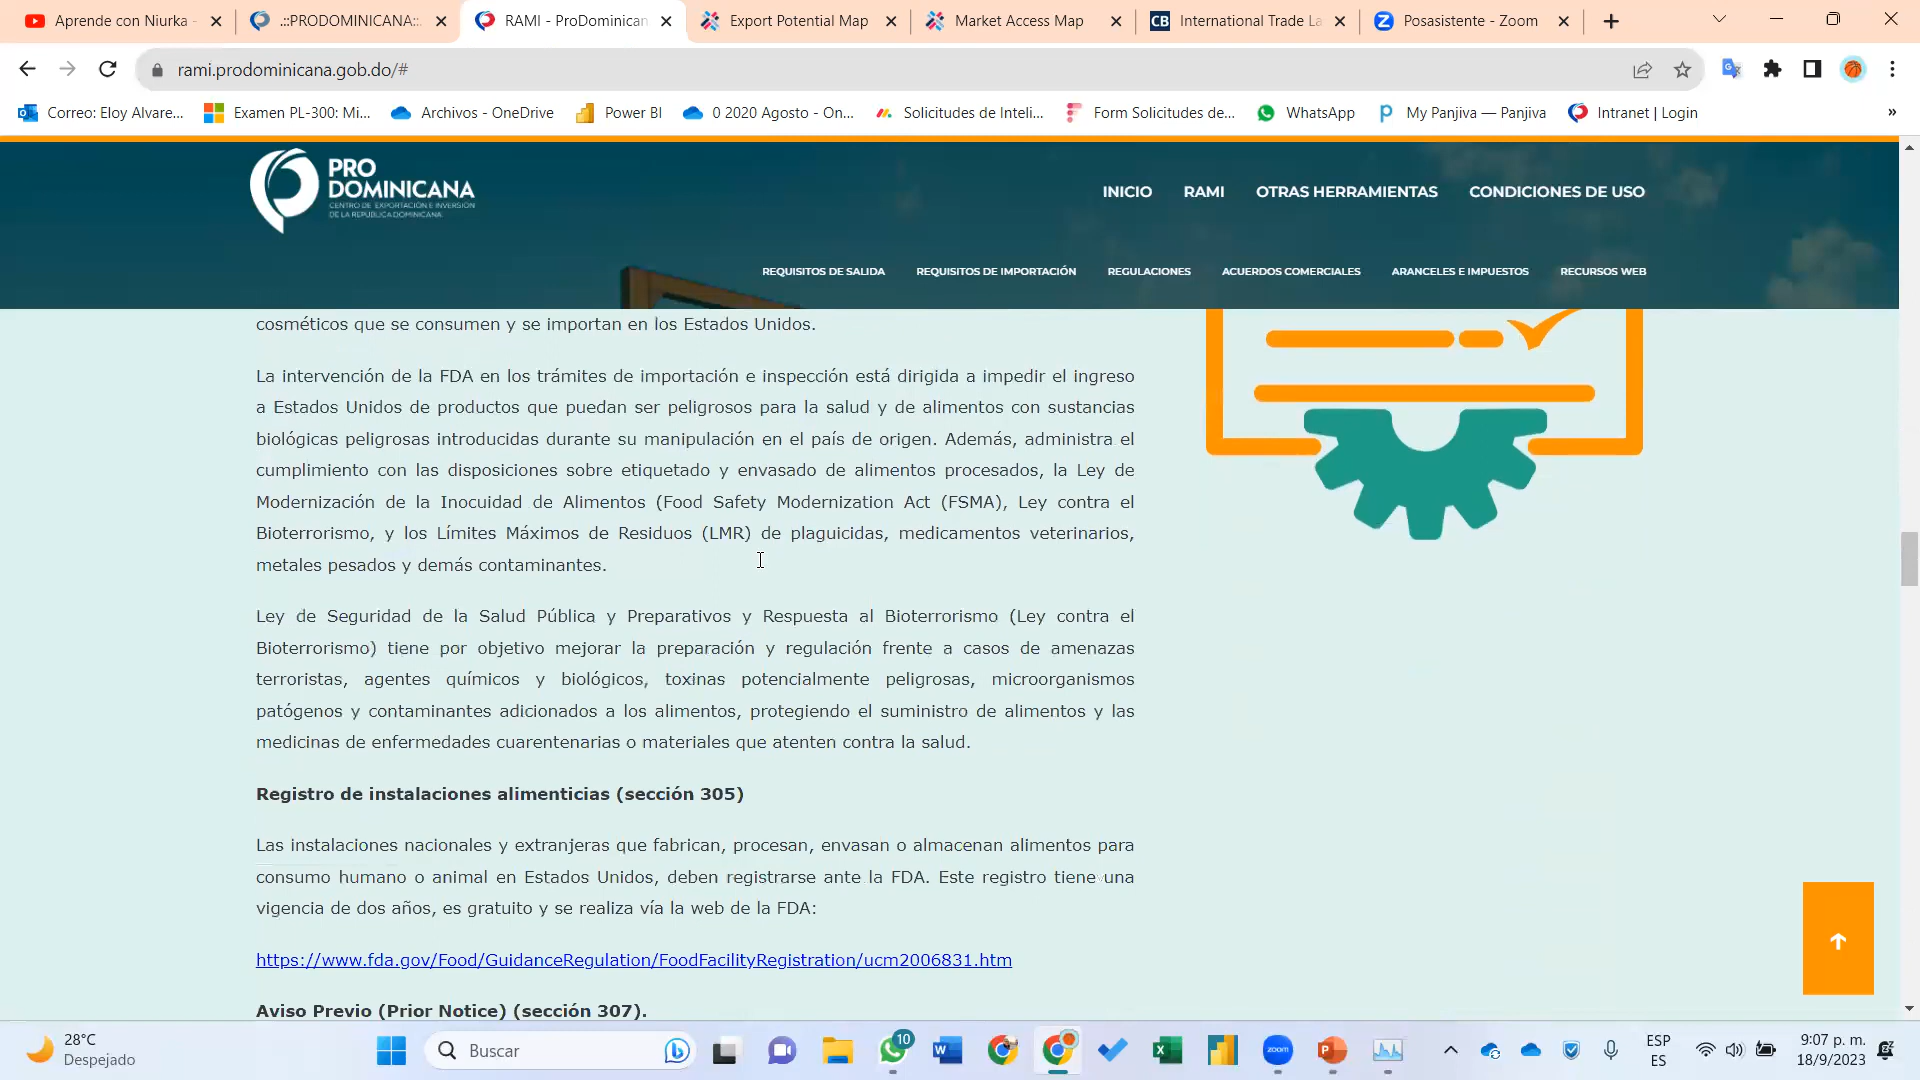 Aprende con Niurka -
.::PRODOMINICANA::.
RAMI - ProDominican
Export Potential Map
Market Access Map
International Trade La
Posasistente - Zoom
rami.prodominicana.gob.do/#
Correo: Eloy Alvare...
Examen PL-300: Mi...
Archivos - OneDrive
Power BI
0 2020 Agosto - On...
Solicitudes de Inteli...
Form Solicitudes de...
WhatsApp
My Panjiva — Panjiva
Intranet | Login
»
PRO
DOMINICANA
CENTRO DE EXPORTACIÓN E INVERSIÓN
DE LA REPÚBLICA DOMINICANA
INICIO
RAMI
OTRAS HERRAMIENTAS
CONDICIONES DE USO
REQUISITOS DE SALIDA
REQUISITOS DE IMPORTACIÓN
REGULACIONES
ACUERDOS COMERCIALES
ARANCELES E IMPUESTOS
RECURSOS WEB
cosméticos que se consumen y se importan en los Estados Unidos.
La intervención de la FDA en los trámites de importación e inspección está dirigida a impedir el ingreso
a Estados Unidos de productos que puedan ser peligrosos para la salud y de alimentos con sustancias
biológicas peligrosas introducidas durante su manipulación en el país de origen. Además, administra el
cumplimiento con las disposiciones sobre etiquetado y envasado de alimentos procesados, la Ley de
Modernización de la Inocuidad de Alimentos (Food Safety Modernization Act (FSMA), Ley contra el
Bioterrorismo, y los Límites Máximos de Residuos (LMR) de plaguicidas, medicamentos veterinarios,
metales pesados y demás contaminantes.
Ley de Seguridad de la Salud Pública y Preparativos y Respuesta al Bioterrorismo (Ley contra el
Bioterrorismo) tiene por objetivo mejorar la preparación y regulación frente a casos de amenazas
terroristas, agentes químicos y biológicos, toxinas potencialmente peligrosas, microorganismos
patógenos y contaminantes adicionados a los alimentos, protegiendo el suministro de alimentos y las
medicinas de enfermedades cuarentenarias o materiales que atenten contra la salud.
Registro de instalaciones alimenticias (sección 305)
Las instalaciones nacionales y extranjeras que fabrican, procesan, envasan o almacenan alimentos para
consumo humano o animal en Estados Unidos, deben registrarse ante la FDA. Este registro tiene una
vigencia de dos años, es gratuito y se realiza vía la web de la FDA:
https://www.fda.gov/Food/GuidanceRegulation/FoodFacilityRegistration/ucm2006831.htm
Aviso Previo (Prior Notice) (sección 307).
28°C
Despejado
Buscar
10
zoom
ESP
ES
9:07 p. m.
18/9/2023